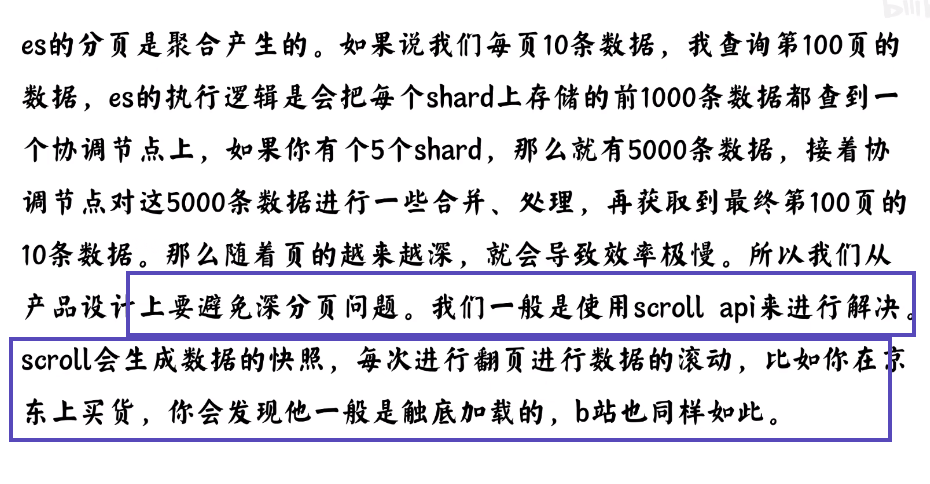 es的分页是聚合产生的。如果说我们每页10条数据，我查询第100页的
数据，es的执行逻辑是会把每个shard上存储的前1000条数据都查到一
个协调节点上，如果你有个5个shard，那么就有5000条数据，接着协
调节点对这5000条数据进行一些合并、处理，再获取到最终第100页的
10条数据。那么随着页的越来越深，就会导致效率极慢。所以我们从
产品设计上要避免深分页问题。我们一般是使用scroll api来进行解决。
scroll会生成数据的快照，每次进行翻页进行数据的滚动，比如你在京
东上买货，你会发现他一般是触底加载的，b站也同样如此。